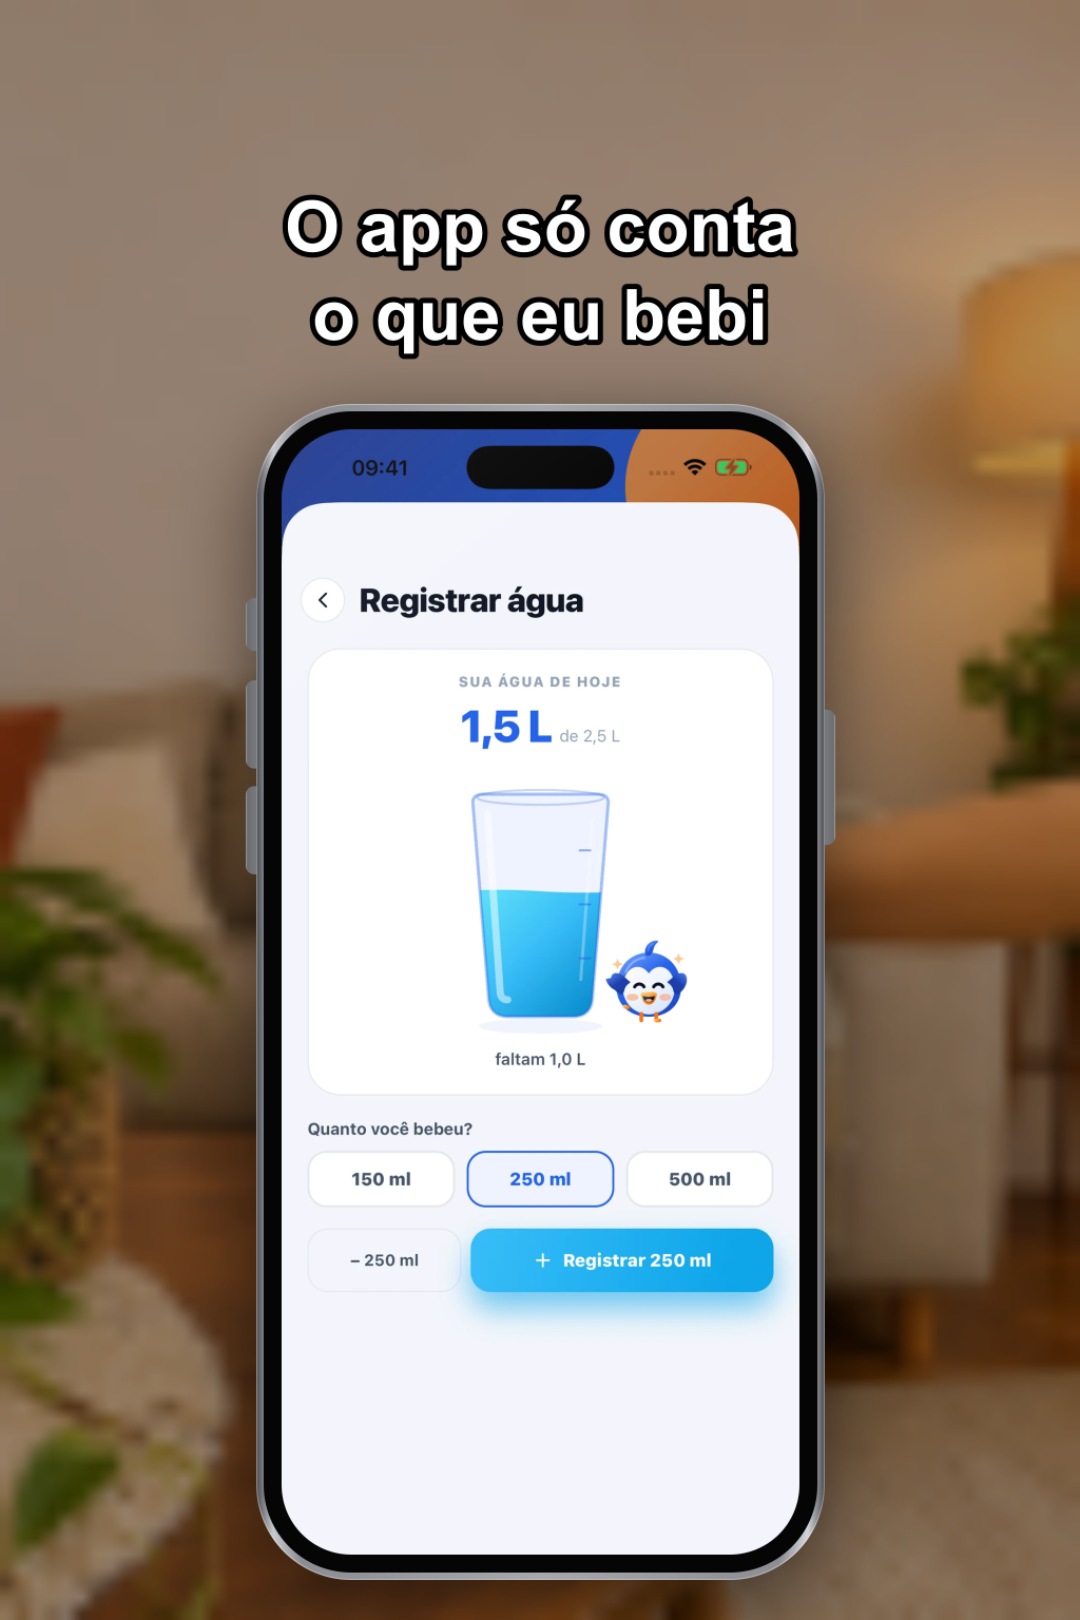 O app só conta
o que eu bebi
09:41
Registrar água
SUA ÁGUA DE HOJE
1,5 L de 2,5 L
faltam 1,0 L
Quanto você bebeu?
150 ml
250 ml
500 ml
– 250 ml
+ Registrar 250 ml